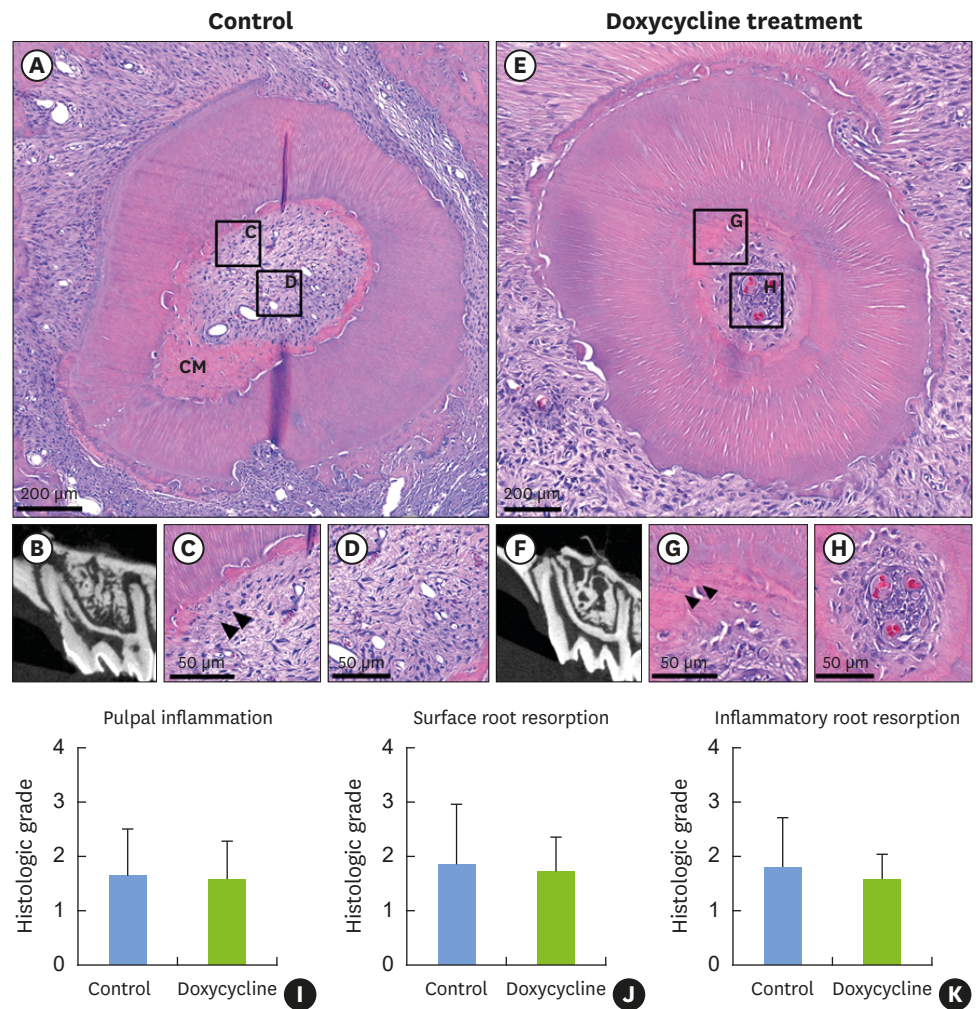 Control
Doxycycline treatment
A
E
C
D
G
H
CM
200 µm
200 µm
B
C
D
F
G
H
50 µm
50 µm
50 µm
50 µm
Pulpal inflammation
Surface root resorption
Inflammatory root resorption
Histologic grade
4
3
2
1
0
Control
Doxycycline
I
Histologic grade
4
3
2
1
0
Control
Doxycycline
J
Histologic grade
4
3
2
1
0
Control
Doxycycline
K